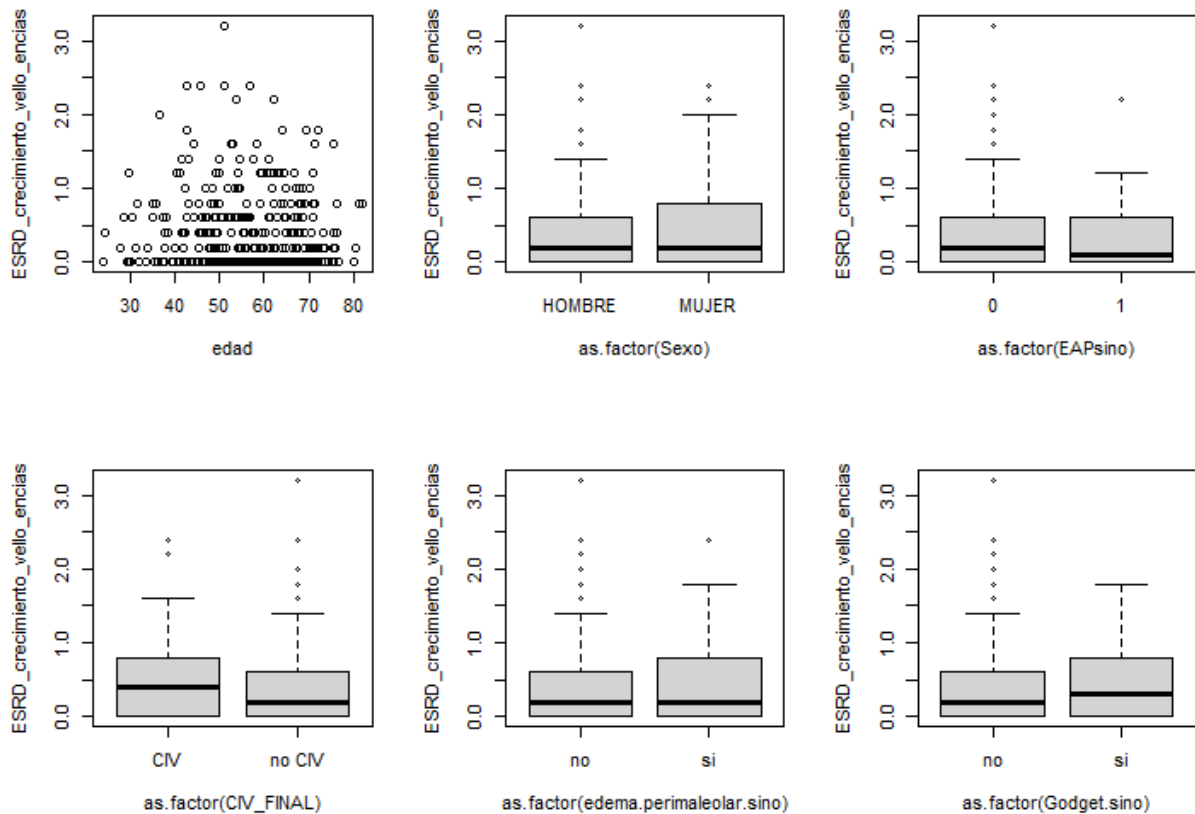 ESRD_crecimiento_vello_encias
0.0 1.0 2.0 3.0
30 40 50 60 70 80
edad
ESRD_crecimiento_vello_encias
0.0 1.0 2.0 3.0
HOMBRE MUJER
as.factor(Sexo)
ESRD_crecimiento_vello_encias
0.0 1.0 2.0 3.0
0 1
as.factor(EAPsino)
ESRD_crecimiento_vello_encias
0.0 1.0 2.0 3.0
CIV no CIV
as.factor(CIV_FINAL)
ESRD_crecimiento_vello_encias
0.0 1.0 2.0 3.0
no si
as.factor(edema.perimaleolar.sino)
ESRD_crecimiento_vello_encias
0.0 1.0 2.0 3.0
no si
as.factor(Godget.sino)